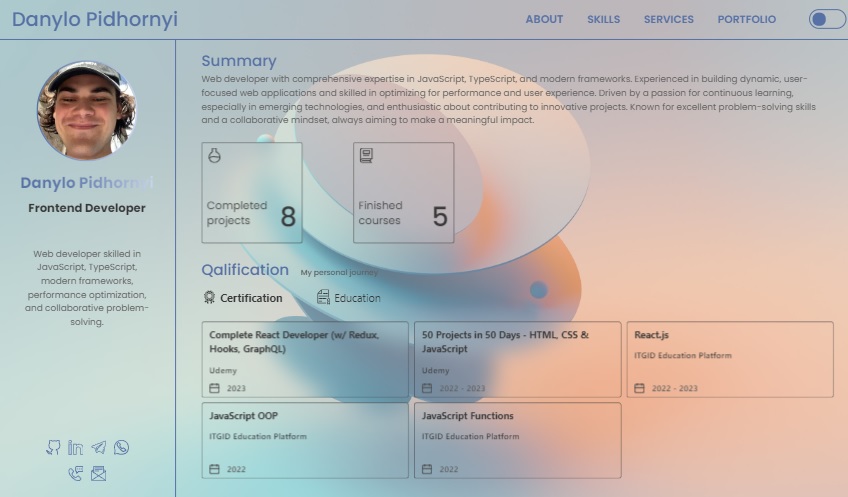 Danylo Pidhornyi
ABOUT SKILLS SERVICES PORTFOLIO
Danylo Pidhornyi
Frontend Developer
Web developer skilled in
JavaScript, TypeScript,
modern frameworks,
performance optimization,
and collaborative problem-
solving.
Summary
Web developer with comprehensive expertise in JavaScript, TypeScript, and modern frameworks. Experienced in building dynamic, user-
focused web applications and skilled in optimizing for performance and user experience. Driven by a passion for continuous learning,
especially in emerging technologies, and enthusiastic about contributing to innovative projects. Known for excellent problem-solving skills
and a collaborative mindset, always aiming to make a meaningful impact.
Completed
projects 8
Finished
courses 5
Qalification My personal journey
Certification Education
Complete React Developer (w/ Redux,
Hooks, GraphQL)
Udemy
2023
50 Projects in 50 Days - HTML, CSS &
JavaScript
Udemy
2022 - 2023
React.js
ITGID Education Platform
2022 - 2023
JavaScript OOP
ITGID Education Platform
2022
JavaScript Functions
ITGID Education Platform
2022